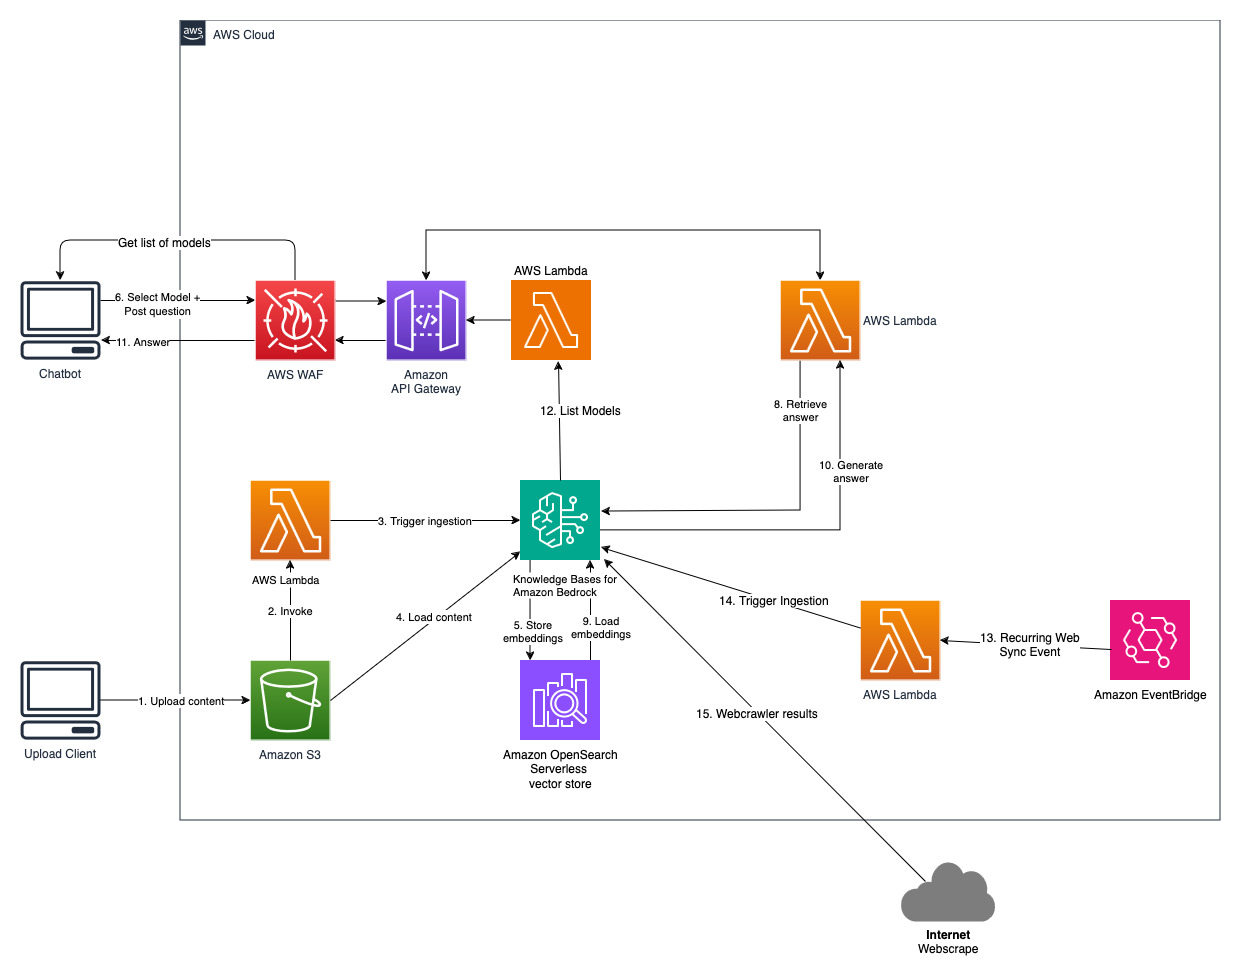 aws
AWS Cloud
Get list of models
AWS Lambda
6. Select Model +
Post question
</>
AWS Lambda
11. Answer
Chatbot
AWS WAF
Amazon
API Gateway
8. Retrieve
answer
12. List Models
10. Generate
answer
3. Trigger ingestion
AWS Lambda
Knowledge Bases for
Amazon Bedrock
2. Invoke
4. Load content
5. Store
embeddings
9. Load
embeddings
14. Trigger Ingestion
13. Recurring Web
Sync Event
AWS Lambda
Amazon EventBridge
1. Upload content
15. Webcrawler results
Upload Client
Amazon S3
Amazon OpenSearch
Serverless
vector store
Internet
Webscrape